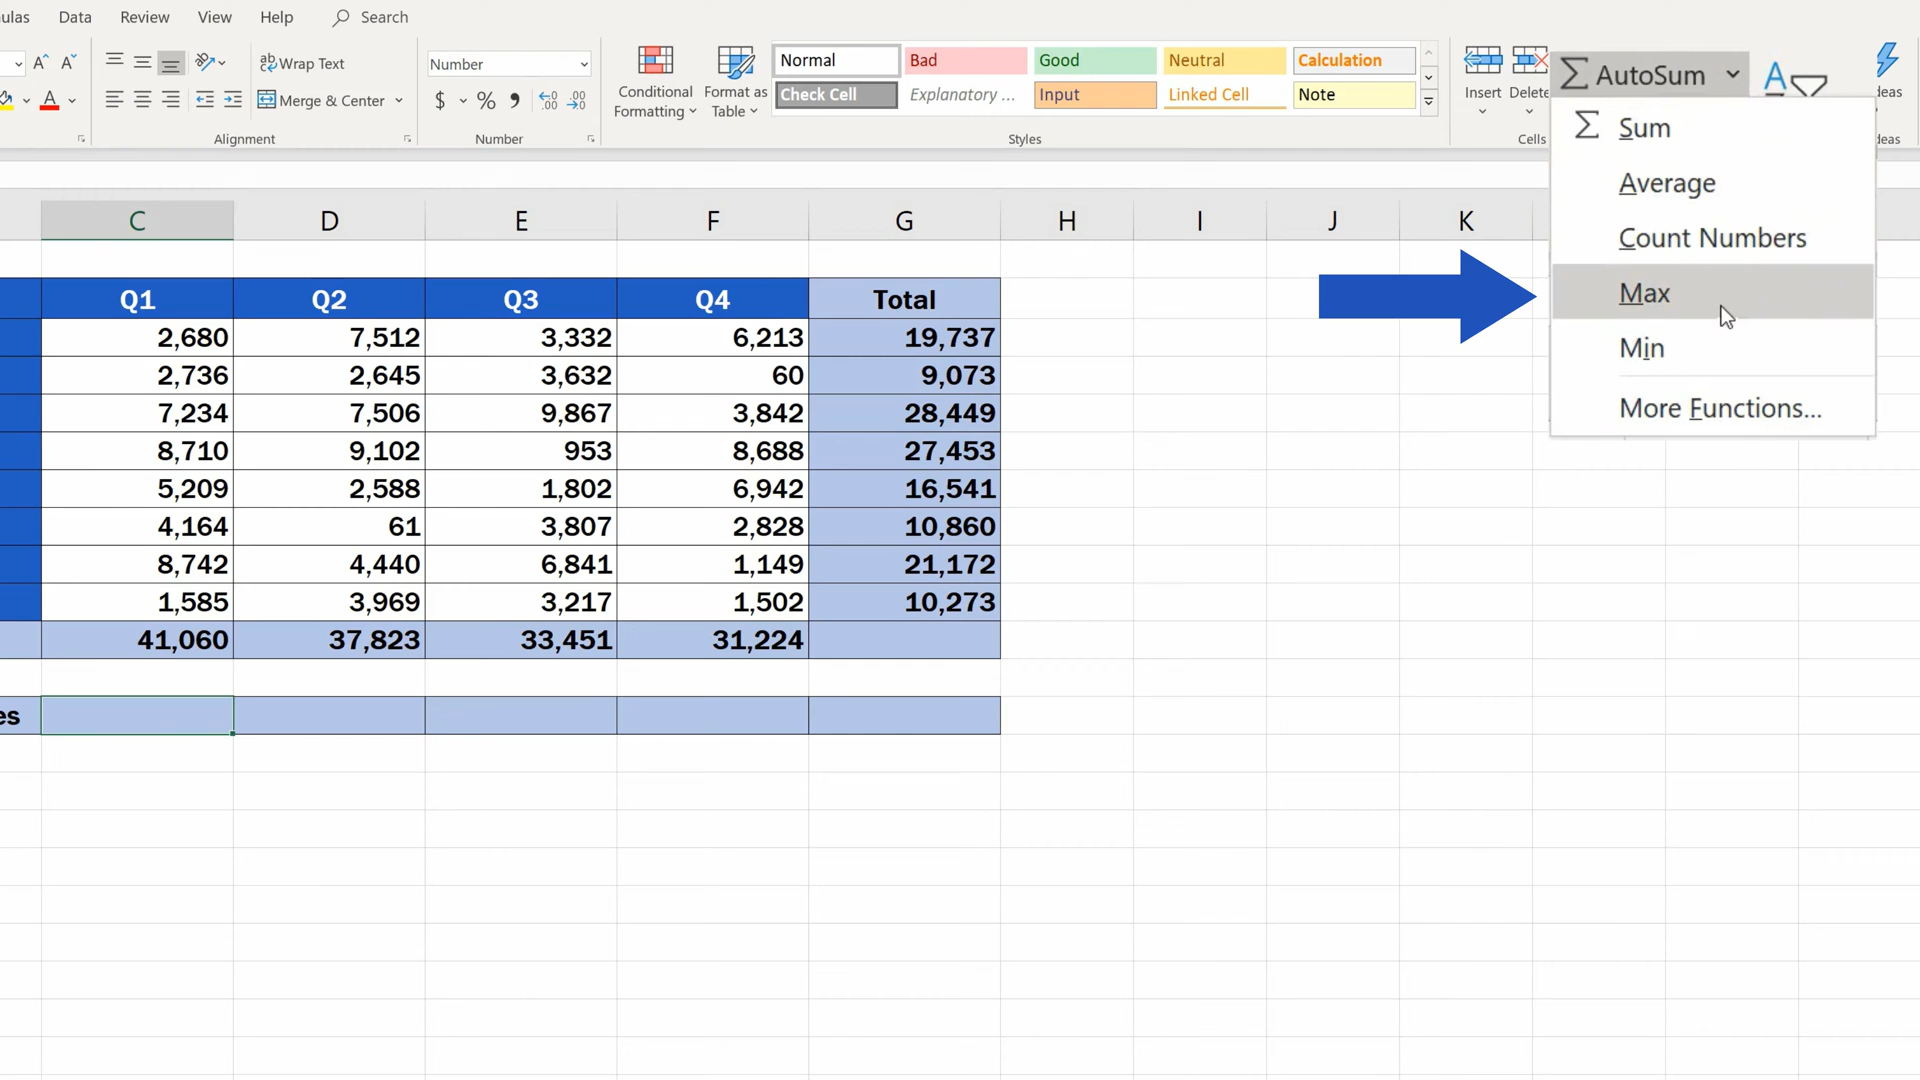 ulas Data Review View Help Search
ab Wrap Text Number Normal Bad Good Neutral Calculation AutoSum
Conditional Formatting Format as Table Insert Delete deas
Merge & Center $ % Check Cell Explanatory ... Input Linked Cell Note
Alignment Number Styles Cells deas
Sum
Average
Count Numbers
Max
Min
More Functions...
C D E F G H I J K
Q1 Q2 Q3 Q4 Total
2,680 7,512 3,332 6,213 19,737
2,736 2,645 3,632 60 9,073
7,234 7,506 9,867 3,842 28,449
8,710 9,102 953 8,688 27,453
5,209 2,588 1,802 6,942 16,541
4,164 61 3,807 2,828 10,860
8,742 4,440 6,841 1,149 21,172
1,585 3,969 3,217 1,502 10,273
41,060 37,823 33,451 31,224
es